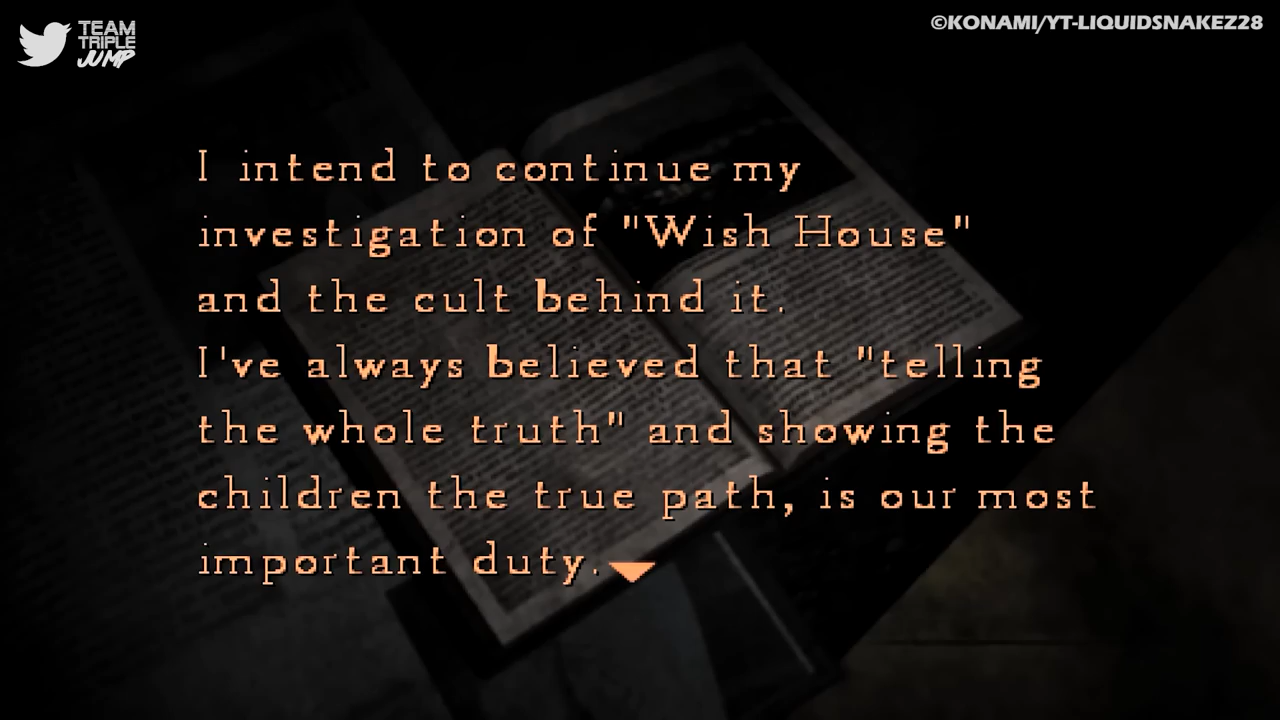 TEAM
TRIPLE
JUMP
©KONAMI/YT-LIQUIDSNAKEZ28
I intend to continue my
investigation of "Wish House"
and the cult behind it.
I've always believed that "telling
the whole truth" and showing the
children the true path, is our most
important duty.